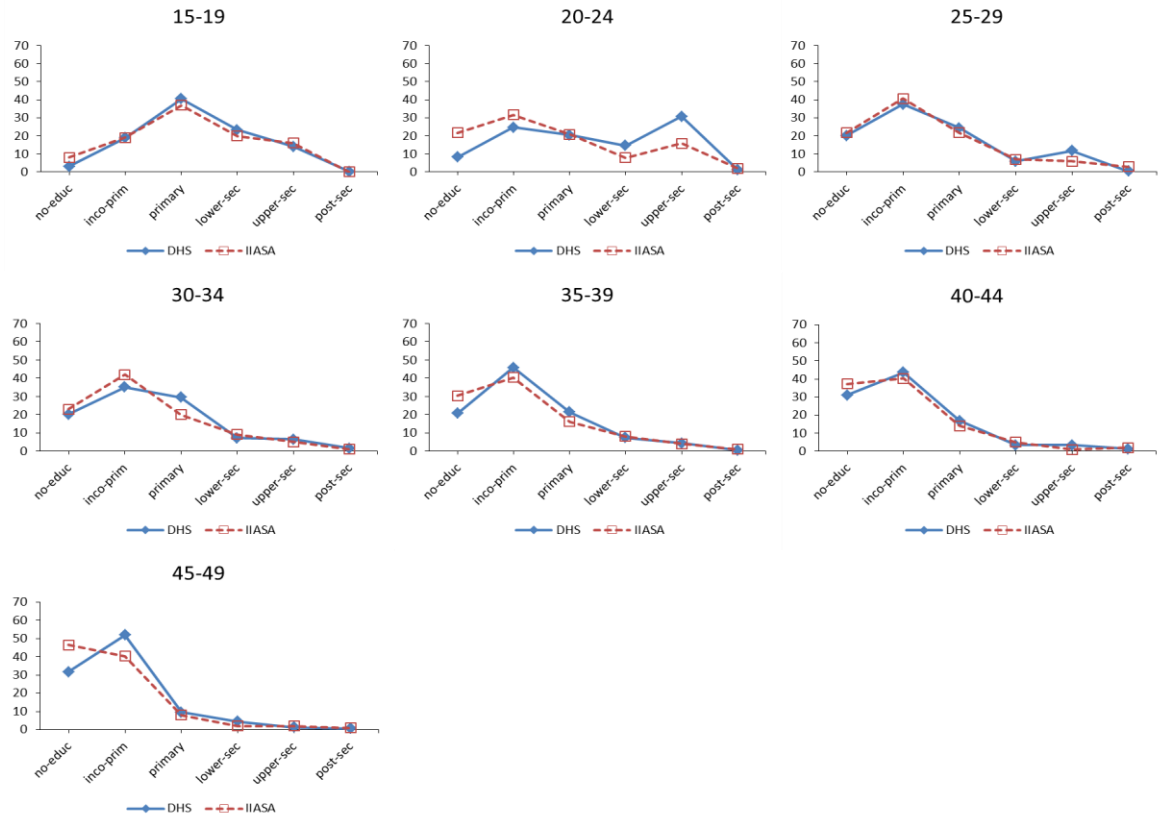 15-19
70
60
50
40
30
20
10
0
no-educ
inco-prim
primary
lower-sec
upper-sec
post-sec
DHS IIASA
20-24
70
60
50
40
30
20
10
0
no-educ
inco-prim
primary
lower-sec
upper-sec
post-sec
DHS IIASA
25-29
70
60
50
40
30
20
10
0
no-educ
inco-prim
primary
lower-sec
upper-sec
post-sec
DHS IIASA
30-34
70
60
50
40
30
20
10
0
no-educ
inco-prim
primary
lower-sec
upper-sec
post-sec
DHS IIASA
35-39
70
60
50
40
30
20
10
0
no-educ
inco-prim
primary
lower-sec
upper-sec
post-sec
DHS IIASA
40-44
70
60
50
40
30
20
10
0
no-educ
inco-prim
primary
lower-sec
upper-sec
post-sec
DHS IIASA
45-49
70
60
50
40
30
20
10
0
no-educ
inco-prim
primary
lower-sec
upper-sec
post-sec
DHS IIASA